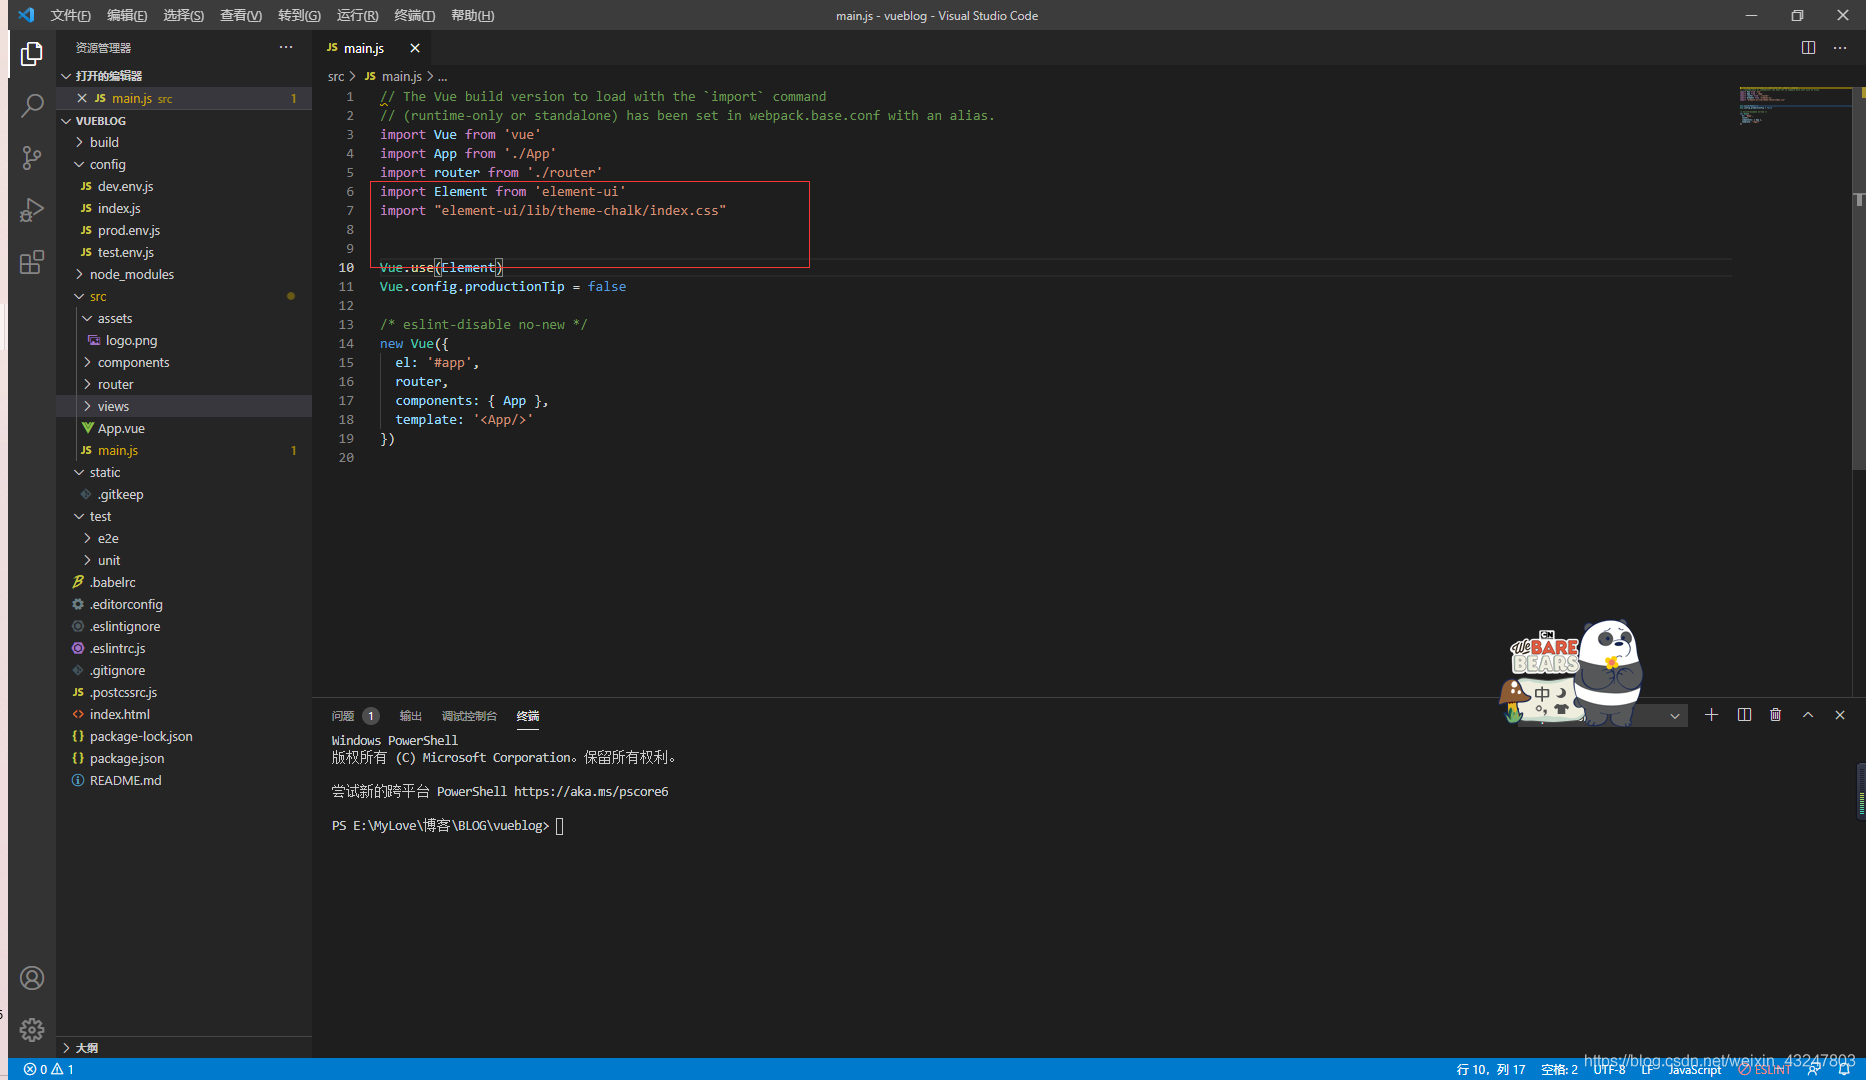 文件(F) 编辑(E) 选择(S) 查看(V) 转到(G) 运行(R) 终端(T) 帮助(H) main.js - vueblog - Visual Studio Code
资源管理器
打开的编辑器
JS main.js src 1
VUEBLOG
build
config
JS dev.env.js
JS index.js
JS prod.env.js
JS test.env.js
node_modules
src
assets
logo.png
components
router
views
App.vue
JS main.js 1
static
.gitkeep
test
e2e
unit
.babelrc
.editorconfig
.eslintignore
.eslintrc.js
.gitignore
JS .postcssrc.js
index.html
package-lock.json
package.json
README.md
大纲
JS main.js
src > JS main.js > ...
1 // The Vue build version to load with the `import` command
2 // (runtime-only or standalone) has been set in webpack.base.conf with an alias.
3 import Vue from 'vue'
4 import App from './App'
5 import router from './router'
6 import Element from 'element-ui'
7 import "element-ui/lib/theme-chalk/index.css"
8
9
10 Vue.use(Element)
11 Vue.config.productionTip = false
12
13 /* eslint-disable no-new */
14 new Vue({
15 el: '#app',
16 router,
17 components: { App },
18 template: '<App/>'
19 })
20
CN
We BARE
BEARS
中
问题 1 输出 调试控制台 终端
Windows PowerShell
版权所有 (C) Microsoft Corporation。保留所有权利。
尝试新的跨平台 PowerShell https://aka.ms/pscore6
PS E:\MyLove\博客\BLOG\vueblog>
https://blog.csdn.net/weixin_43247803
0 1 行 10，列 17 空格: 2 UTF-8 LF JavaScript ESLINT